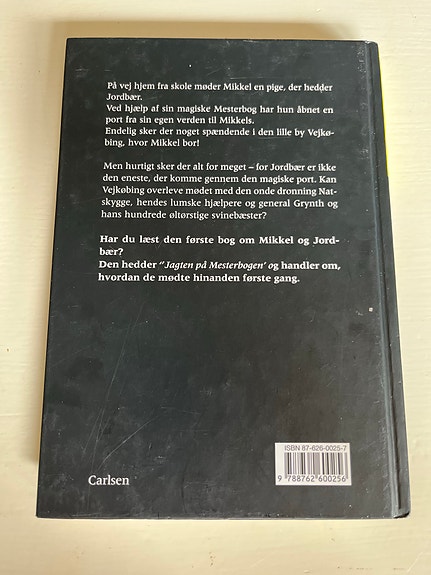 På vej hjem fra skole møder Mikkel en pige, der hedder
Jordbær.
Ved hjælp af sin magiske Mesterbog har hun åbnet en
port fra sin egen verden til Mikkels.
Endelig sker der noget spændende i den lille by Vejkø-
bing, hvor Mikkel bor!
Men hurtigt sker der alt for meget – for Jordbær er ikke
den eneste, der komme gennem den magiske port. Kan
Vejkøbing overleve mødet med den onde dronning Nat-
skygge, hendes lumske hjælpere og general Grynth og
hans hundrede øltørstige svinebæster?
Har du læst den første bog om Mikkel og Jord-
bær?
Den hedder "Jagten på Mesterbogen' og handler om,
hvordan de mødte hinanden første gang.
ISBN 87-626-0025-7
9 788762 600256
Carlsen